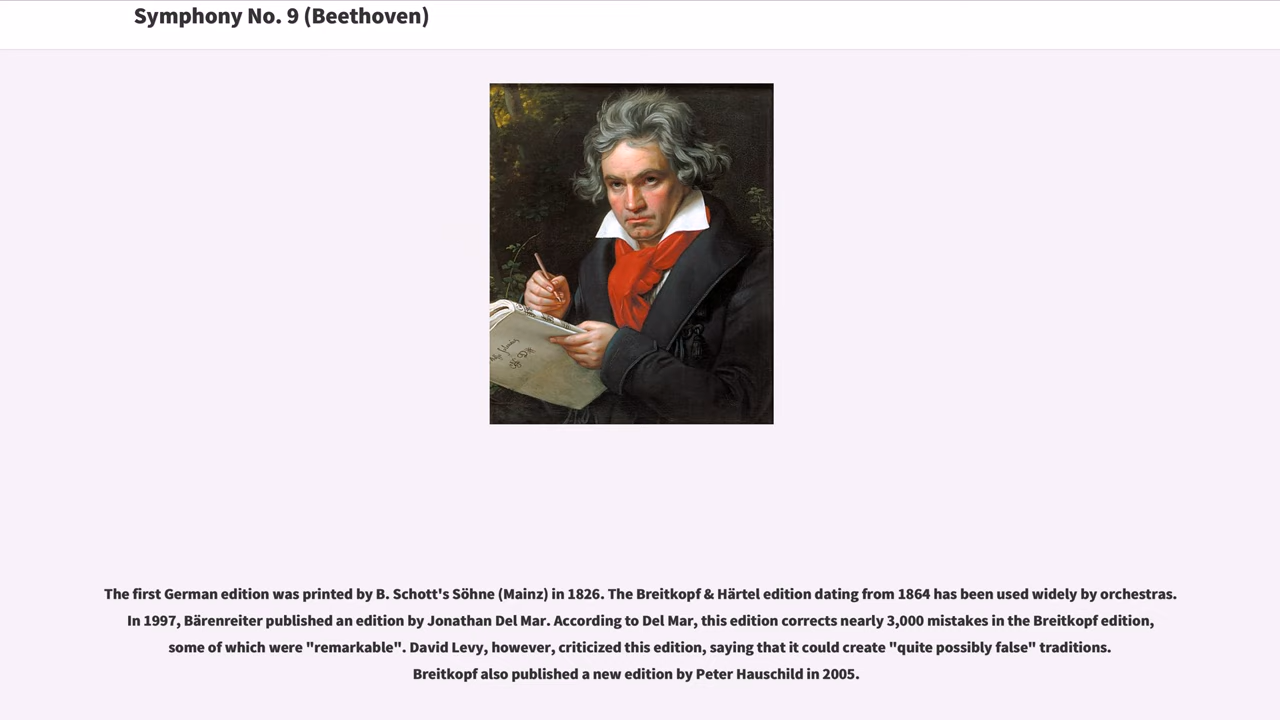 Symphony No. 9 (Beethoven)
The first German edition was printed by B. Schott's Söhne (Mainz) in 1826. The Breitkopf & Härtel edition dating from 1864 has been used widely by orchestras.
In 1997, Bärenreiter published an edition by Jonathan Del Mar. According to Del Mar, this edition corrects nearly 3,000 mistakes in the Breitkopf edition,
some of which were "remarkable". David Levy, however, criticized this edition, saying that it could create "quite possibly false" traditions.
Breitkopf also published a new edition by Peter Hauschild in 2005.